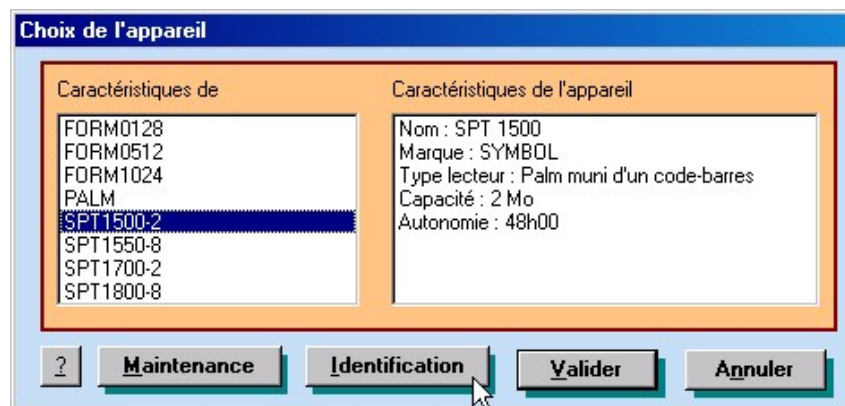 Choix de l'appareil
Caractéristiques de
FORM0128
FORM0512
FORM1024
PALM
SPT1500-2
SPT1550-8
SPT1700-2
SPT1800-8
Caractéristiques de l'appareil
Nom : SPT 1500
Marque : SYMBOL
Type lecteur : Palm muni d'un code-barres
Capacité : 2 Mo
Autonomie : 48h00
? Maintenance Identification Valider Annuler